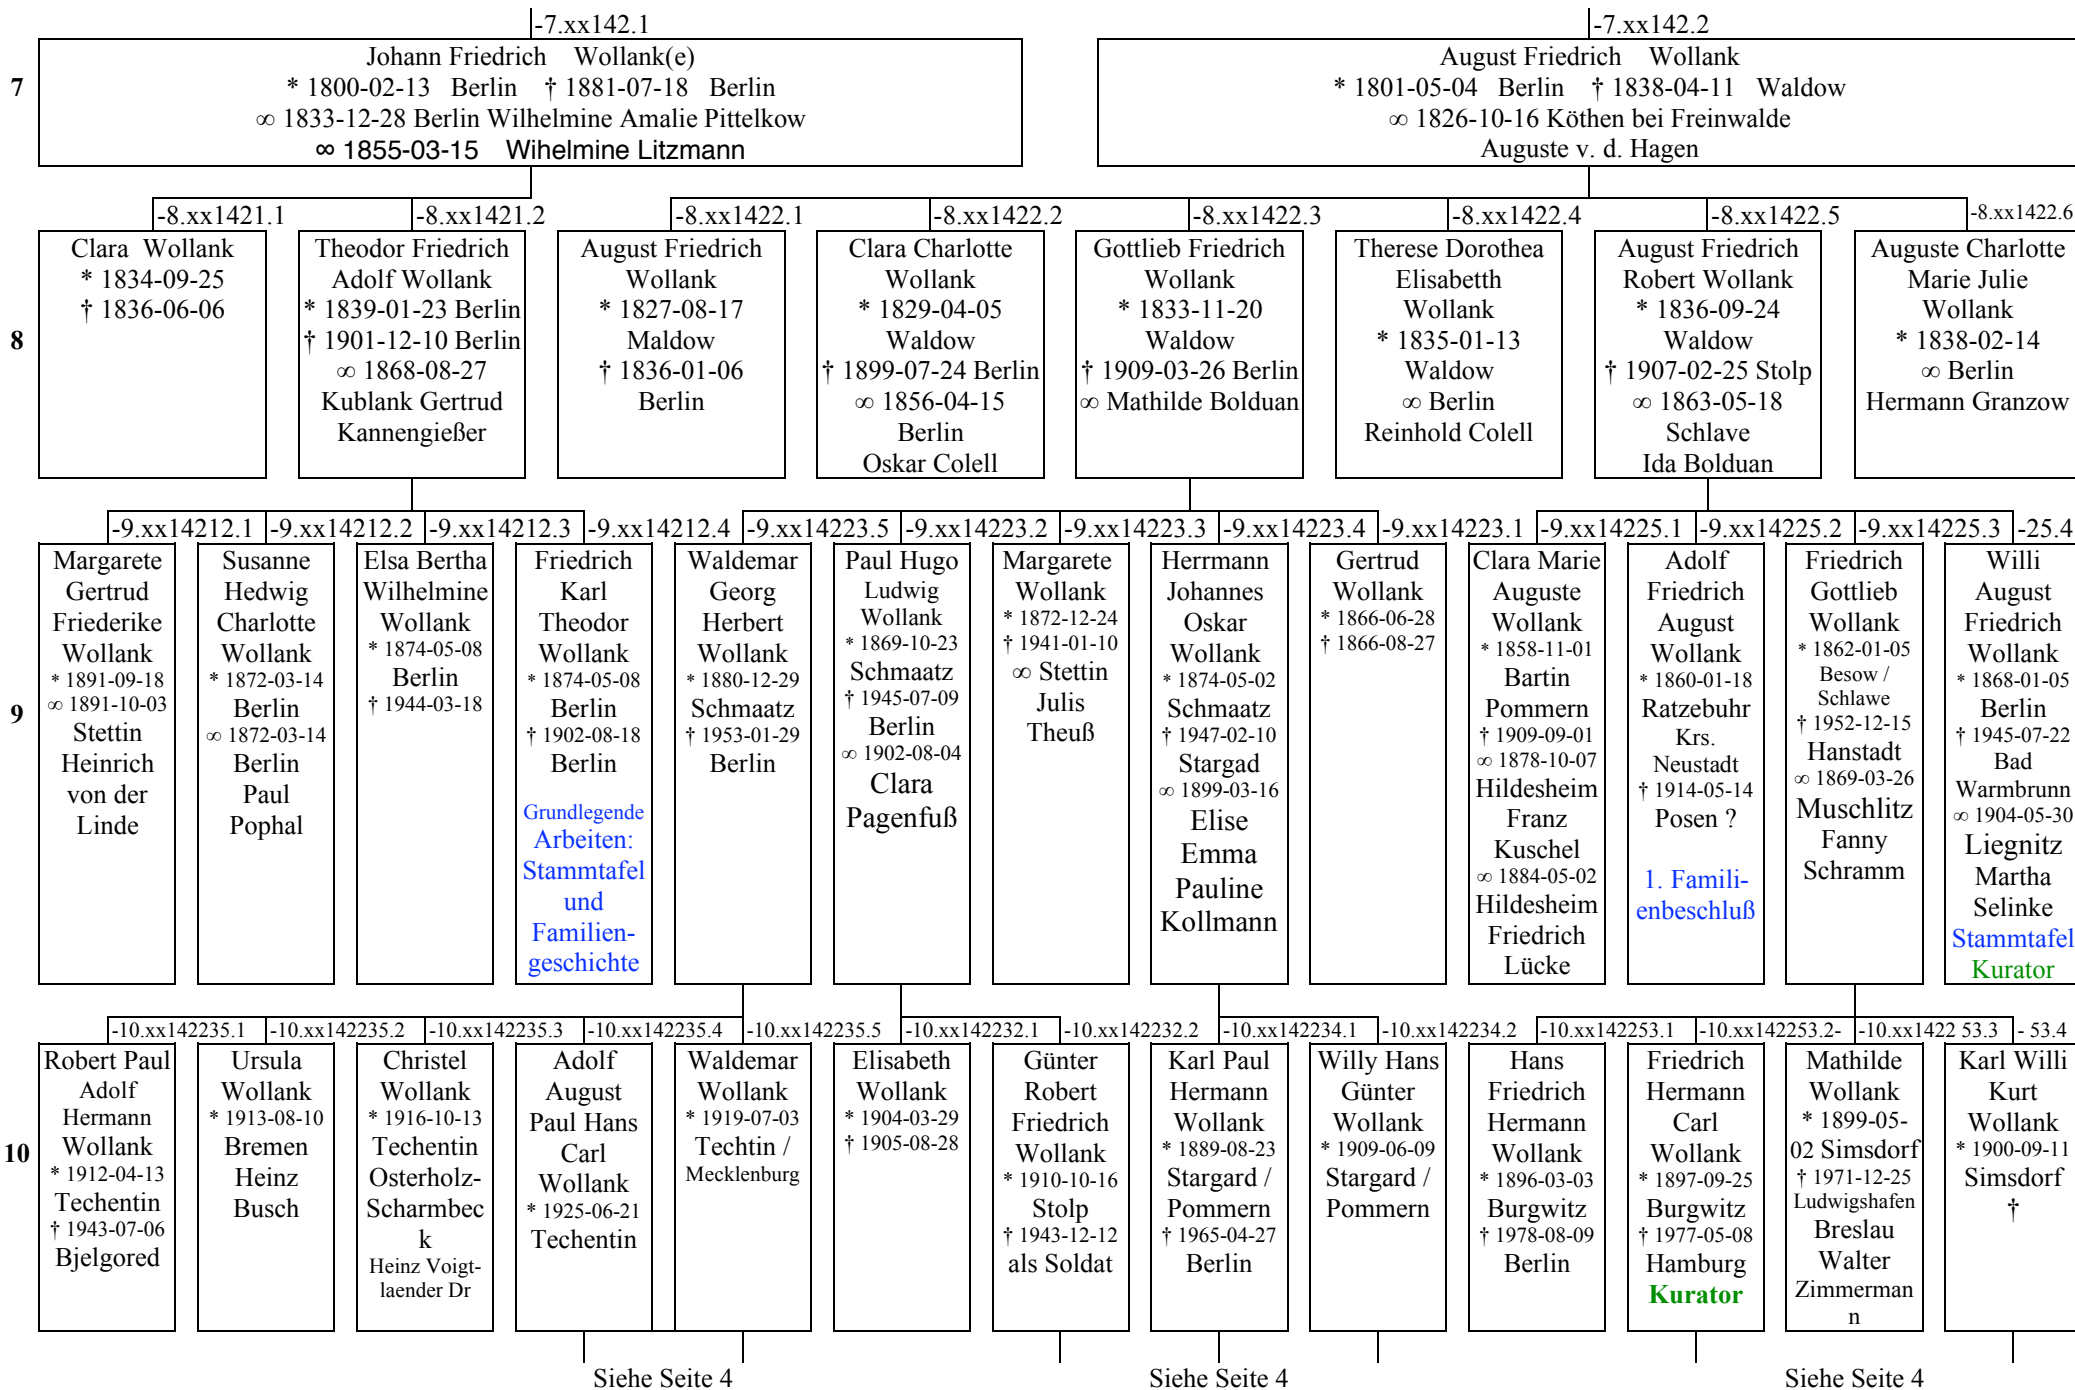 -7.xx142.1
-7.xx142.2
7
Johann Friedrich Wollank(e)
* 1800-02-13 Berlin † 1881-07-18 Berlin
∞ 1833-12-28 Berlin Wilhelmine Amalie Pittelkow
∞ 1855-03-15 Wihelmine Litzmann
August Friedrich Wollank
* 1801-05-04 Berlin † 1838-04-11 Waldow
∞ 1826-10-16 Köthen bei Freinwalde
Auguste v. d. Hagen
8
-8.xx1421.1
Clara Wollank
* 1834-09-25
† 1836-06-06
-8.xx1421.2
Theodor Friedrich
Adolf Wollank
* 1839-01-23 Berlin
† 1901-12-10 Berlin
∞ 1868-08-27
Kublank Gertrud
Kannengießer
-8.xx1422.1
August Friedrich
Wollank
* 1827-08-17
Maldow
† 1836-01-06
Berlin
-8.xx1422.2
Clara Charlotte
Wollank
* 1829-04-05
Waldow
† 1899-07-24 Berlin
∞ 1856-04-15
Berlin
Oskar Colell
-8.xx1422.3
Gottlieb Friedrich
Wollank
* 1833-11-20
Waldow
† 1909-03-26 Berlin
∞ Mathilde Bolduan
-8.xx1422.4
Therese Dorothea
Elisabetth
Wollank
* 1835-01-13
Waldow
∞ Berlin
Reinhold Colell
-8.xx1422.5
August Friedrich
Robert Wollank
* 1836-09-24
Waldow
† 1907-02-25 Stolp
∞ 1863-05-18
Schlave
Ida Bolduan
-8.xx1422.6
Auguste Charlotte
Marie Julie
Wollank
* 1838-02-14
∞ Berlin
Hermann Granzow
9
-9.xx14212.1
Margarete
Gertrud
Friederike
Wollank
* 1891-09-18
∞ 1891-10-03
Stettin
Heinrich
von der
Linde
-9.xx14212.2
Susanne
Hedwig
Charlotte
Wollank
* 1872-03-14
Berlin
∞ 1872-03-14
Berlin
Paul
Pophal
-9.xx14212.3
Elsa Bertha
Wilhelmine
Wollank
* 1874-05-08
Berlin
† 1944-03-18
-9.xx14212.4
Friedrich
Karl
Theodor
Wollank
* 1874-05-08
Berlin
† 1902-08-18
Berlin
Grundlegende
Arbeiten:
Stammtafel
und
Familien-
geschichte
-9.xx14223.5
Waldemar
Georg
Herbert
Wollank
* 1880-12-29
Schmaatz
† 1953-01-29
Berlin
-9.xx14223.2
Paul Hugo
Ludwig
Wollank
* 1869-10-23
Schmaatz
† 1945-07-09
Berlin
∞ 1902-08-04
Clara
Pagenfuß
-9.xx14223.3
Margarete
Wollank
* 1872-12-24
† 1941-01-10
∞ Stettin
Julis
Theuß
-9.xx14223.4
Herrmann
Johannes
Oskar
Wollank
* 1874-05-02
Schmaatz
† 1947-02-10
Stargad
∞ 1899-03-16
Elise
Emma
Pauline
Kollmann
-9.xx14223.1
Gertrud
Wollank
* 1866-06-28
† 1866-08-27
-9.xx14225.1
Clara Marie
Auguste
Wollank
* 1858-11-01
Bartin
Pommern
† 1909-09-01
∞ 1878-10-07
Hildesheim
Franz
Kuschel
∞ 1884-05-02
Hildesheim
Friedrich
Lücke
-9.xx14225.2
Adolf
Friedrich
August
Wollank
* 1860-01-18
Ratzebuhr
Krs.
Neustadt
† 1914-05-14
Posen ?
1. Famili-
enbeschluß
-9.xx14225.3
Friedrich
Gottlieb
Wollank
* 1862-01-05
Besow /
Schlawe
† 1952-12-15
Hanstadt
∞ 1869-03-26
Muschlitz
Fanny
Schramm
-25.4
Willi
August
Friedrich
Wollank
* 1868-01-05
Berlin
† 1945-07-22
Bad
Warmbrunn
∞ 1904-05-30
Liegnitz
Martha
Selinke
Stammtafel
Kurator
10
-10.xx142235.1
Robert Paul
Adolf
Hermann
Wollank
* 1912-04-13
Techentin
† 1943-07-06
Bjelgored
-10.xx142235.2
Ursula
Wollank
* 1913-08-10
Bremen
Heinz
Busch
-10.xx142235.3
Christel
Wollank
* 1916-10-13
Techentin
Osterholz-
Scharmbec
k
Heinz Voigt-
laender Dr
-10.xx142235.4
Adolf
August
Paul Hans
Carl
Wollank
* 1925-06-21
Techentin
-10.xx142235.5
Waldemar
Wollank
* 1919-07-03
Techtin /
Mecklenburg
-10.xx142232.1
Elisabeth
Wollank
* 1904-03-29
† 1905-08-28
-10.xx142232.2
Günter
Robert
Friedrich
Wollank
* 1910-10-16
Stolp
† 1943-12-12
als Soldat
-10.xx142234.1
Karl Paul
Hermann
Wollank
* 1889-08-23
Stargard /
Pommern
† 1965-04-27
Berlin
-10.xx142234.2
Willy Hans
Günter
Wollank
* 1909-06-09
Stargard /
Pommern
-10.xx142253.1
Hans
Friedrich
Hermann
Wollank
* 1896-03-03
Burgwitz
† 1978-08-09
Berlin
-10.xx142253.2-
Friedrich
Hermann
Carl
Wollank
* 1897-09-25
Burgwitz
† 1977-05-08
Hamburg
Kurator
-10.xx1422 53.3
Mathilde
Wollank
* 1899-05-
02 Simsdorf
† 1971-12-25
Ludwigshafen
Breslau
Walter
Zimmerman
n
- 53.4
Karl Willi
Kurt
Wollank
* 1900-09-11
Simsdorf
†
Siehe Seite 4
Siehe Seite 4
Siehe Seite 4